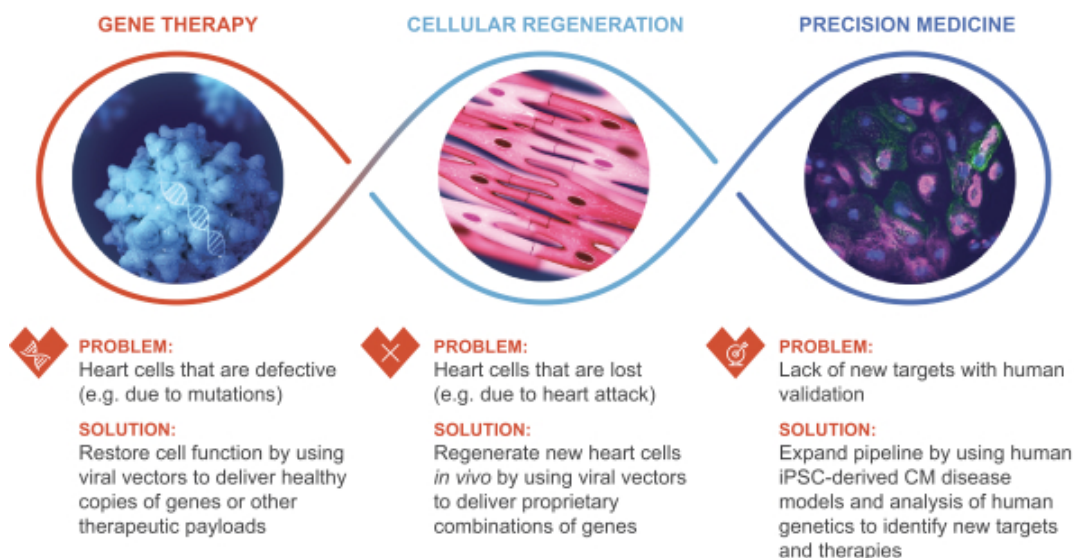 GENE THERAPY
CELLULAR REGENERATION
PRECISION MEDICINE
PROBLEM:
Heart cells that are defective
(e.g. due to mutations)
SOLUTION:
Restore cell function by using
viral vectors to deliver healthy
copies of genes or other
therapeutic payloads
PROBLEM:
Heart cells that are lost
(e.g. due to heart attack)
SOLUTION:
Regenerate new heart cells
in vivo by using viral vectors
to deliver proprietary
combinations of genes
PROBLEM:
Lack of new targets with human
validation
SOLUTION:
Expand pipeline by using human
iPSC-derived CM disease
models and analysis of human
genetics to identify new targets
and therapies